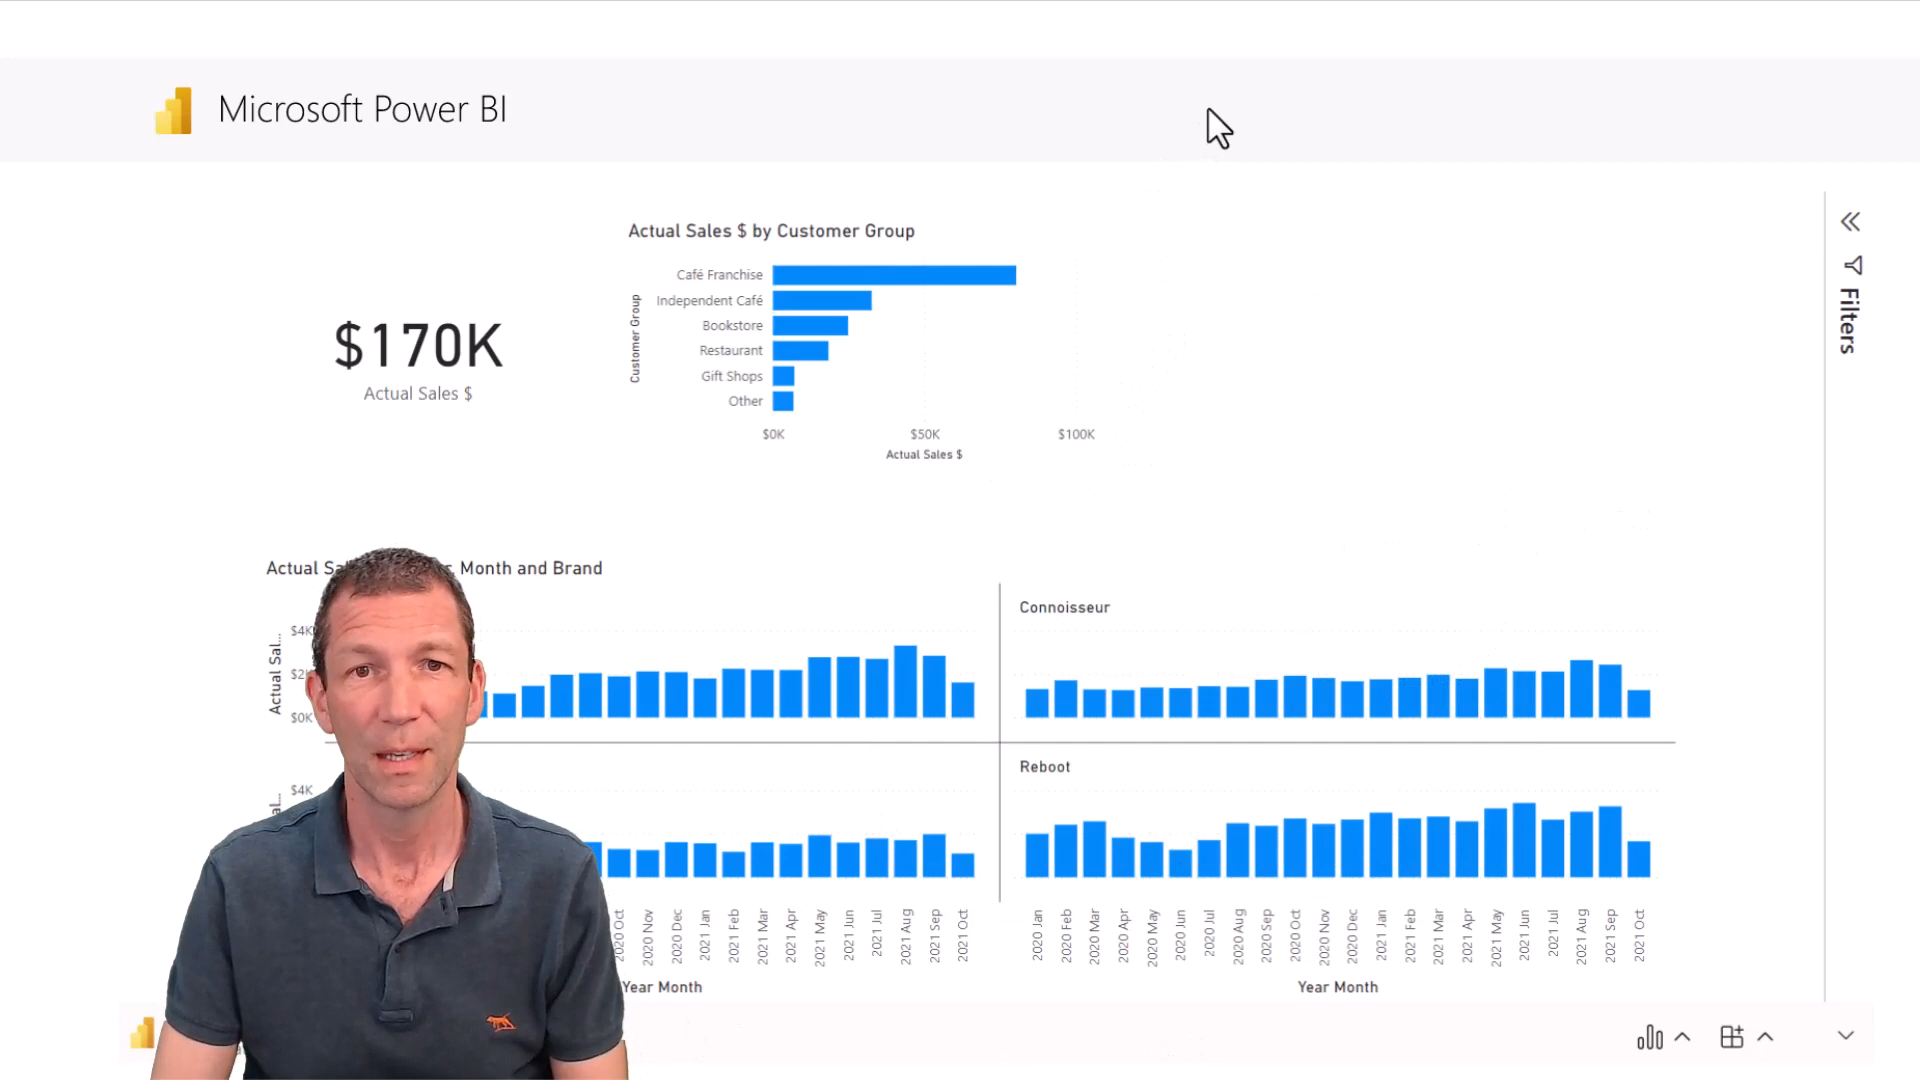 Microsoft Power BI
Actual Sales $ by Customer Group
Customer Group
Café Franchise
Independent Café
Bookstore
Restaurant
Gift Shops
Other
$0K $50K $100K
Actual Sales $
$170K
Actual Sales $
Filters
Actual Month and Brand
Actual Sal...
$4K
$0K
Connoisseur
$4K
Reboot
2020 Oct
2020 Nov
2020 Dec
2021 Jan
2021 Feb
2021 Mar
2021 Apr
2021 May
2021 Jun
2021 Jul
2021 Aug
2021 Sep
2021 Oct
2020 Jan
2020 Feb
2020 Mar
2020 Apr
2020 May
2020 Jun
2020 Jul
2020 Aug
2020 Sep
2020 Oct
2020 Nov
2020 Dec
2021 Jan
2021 Feb
2021 Mar
2021 Apr
2021 May
2021 Jun
2021 Jul
2021 Aug
2021 Sep
2021 Oct
Year Month
Year Month